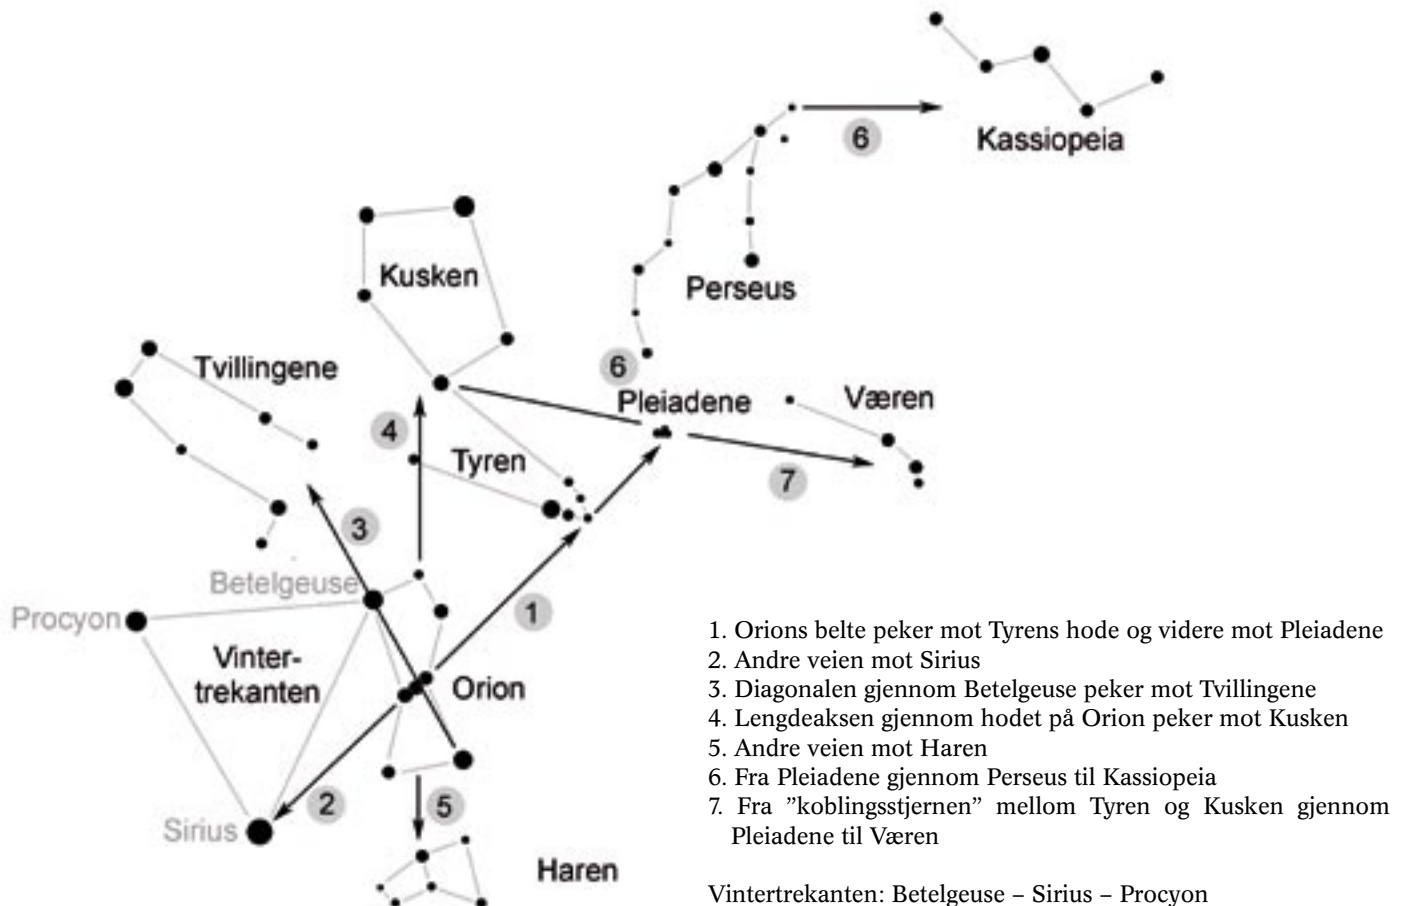 6
Kassiopeia
Kusken
Perseus
Tvillingene
6
Pleiadene
Væren
4
Tyren
7
3
Betelgeuse
Procyon
1
Vinter-
trekanten
Orion
2
5
Sirius
Haren
1. Orions belte peker mot Tyrens hode og videre mot Pleiadene
2. Andre veien mot Sirius
3. Diagonalen gjennom Betelgeuse peker mot Tvillingene
4. Lengdeaksen gjennom hodet på Orion peker mot Kusken
5. Andre veien mot Haren
6. Fra Pleiadene gjennom Perseus til Kassiopeia
7. Fra ”koblingsstjernen” mellom Tyren og Kusken gjennom
Pleiadene til Væren
Vintertrekanten: Betelgeuse – Sirius – Procyon